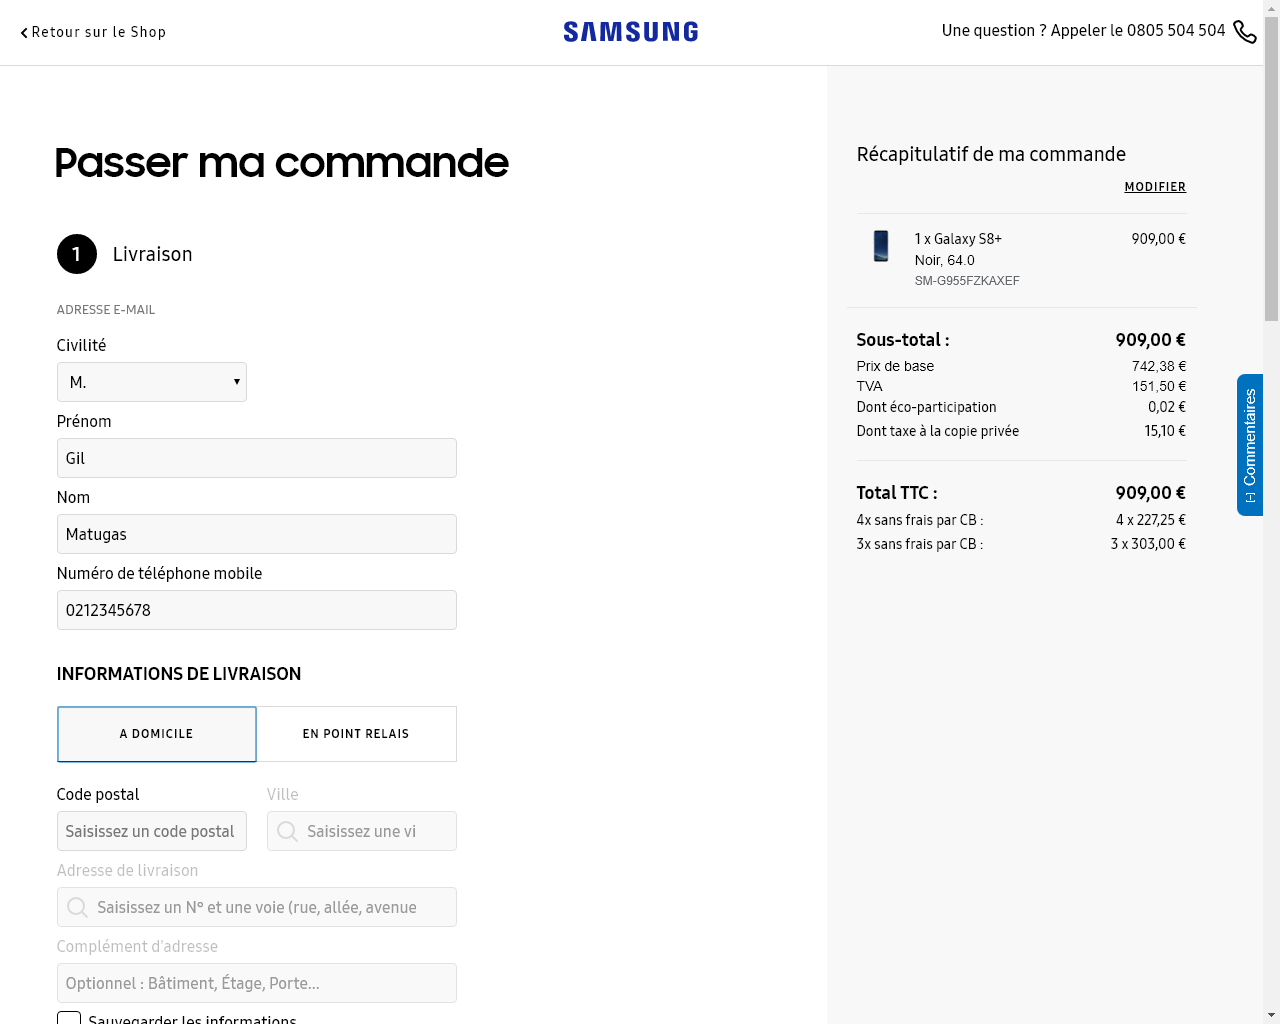 Retour sur le Shop
SAMSUNG
Une question ? Appeler le 0805 504 504
Passer ma commande
1 Livraison
ADRESSE E-MAIL
Civilité
M.
Prénom
Gil
Nom
Matugas
Numéro de téléphone mobile
0212345678
INFORMATIONS DE LIVRAISON
A DOMICILE
EN POINT RELAIS
Code postal
Ville
Saisissez un code postal
Saisissez une vi
Adresse de livraison
Saisissez un N° et une voie (rue, allée, avenue
Complément d'adresse
Optionnel : Bâtiment, Étage, Porte...
Sauvegarder les informations
Récapitulatif de ma commande
MODIFIER
1 x Galaxy S8+ 909,00 €
Noir, 64.0
SM-G955FZKAXEF
Sous-total : 909,00 €
Prix de base 742,38 €
TVA 151,50 €
Dont éco-participation 0,02 €
Dont taxe à la copie privée 15,10 €
Total TTC : 909,00 €
4x sans frais par CB : 4 x 227,25 €
3x sans frais par CB : 3 x 303,00 €
[-] Commentaires